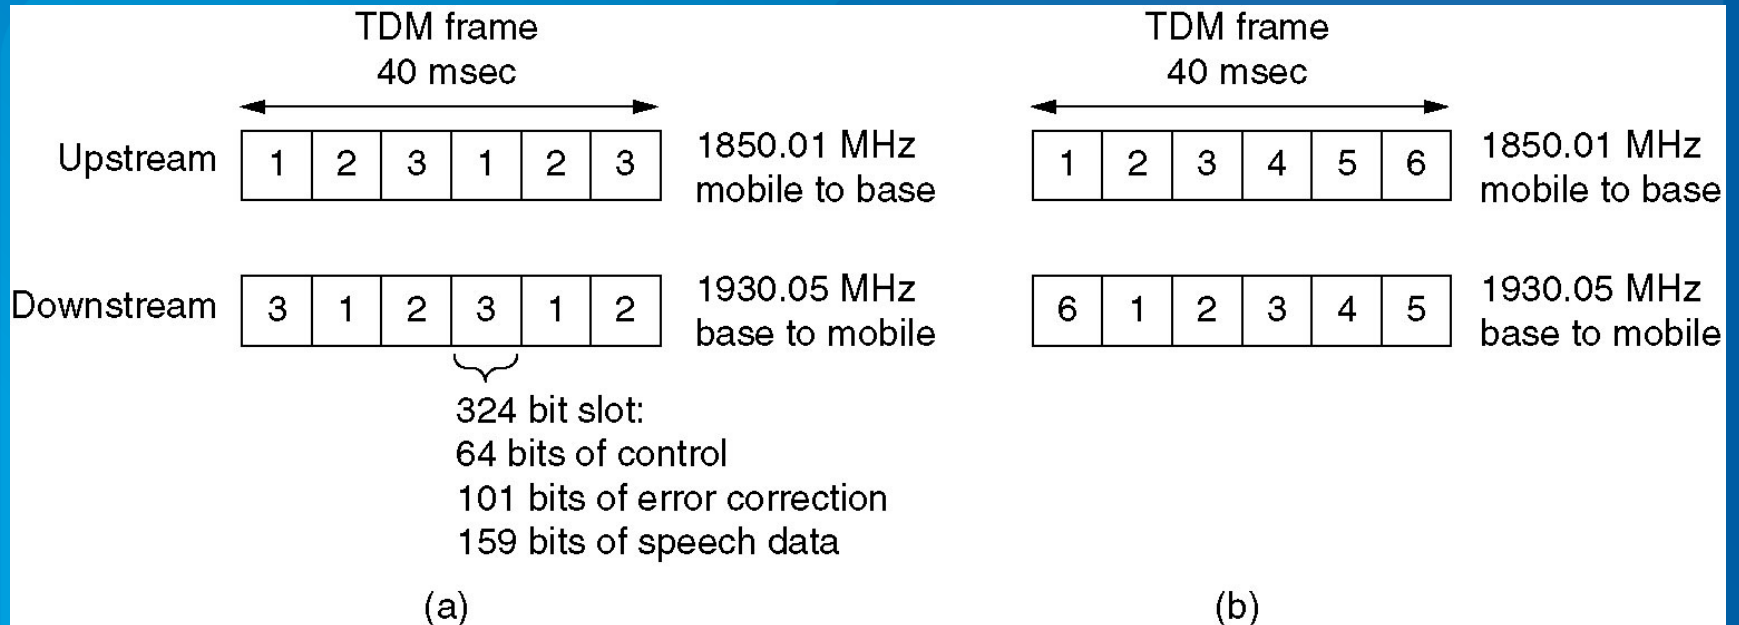 TDM frame
40 msec
Upstream
1 2 3 1 2 3
1850.01 MHz
mobile to base
Downstream
3 1 2 3 1 2
1930.05 MHz
base to mobile
324 bit slot:
64 bits of control
101 bits of error correction
159 bits of speech data
(a)
TDM frame
40 msec
1 2 3 4 5 6
1850.01 MHz
mobile to base
6 1 2 3 4 5
1930.05 MHz
base to mobile
(b)